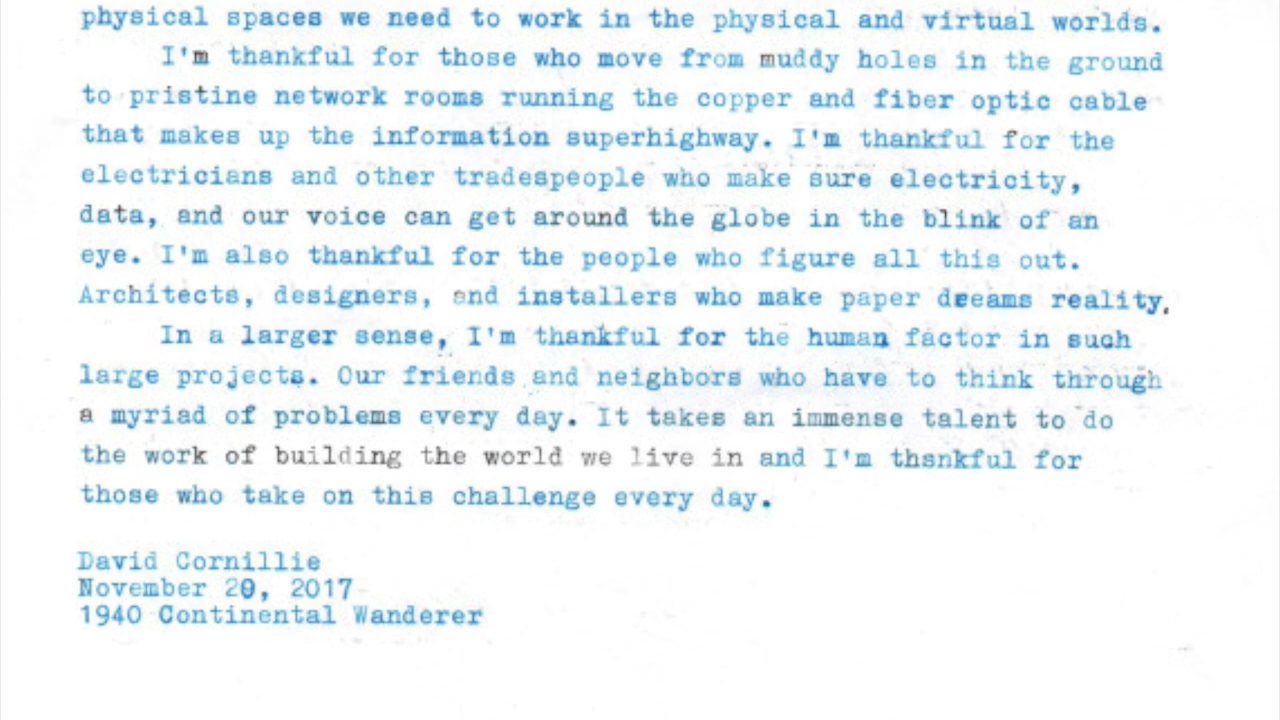 physical spaces we need to work in the physical and virtual worlds.
I'm thankful for those who move from muddy holes in the ground
to pristine network rooms running the copper and fiber optic cable
that makes up the information superhighway. I'm thankful for the
electricians and other tradespeople who make sure electricity,
data, and our voice can get around the globe in the blink of an
eye. I'm also thankful for the people who figure all this out.
Architects, designers, and installers who make paper dreams reality.
In a larger sense, I'm thankful for the human factor in such
large projects. Our friends and neighbors who have to think through
a myriad of problems every day. It takes an immense talent to do
the work of building the world we live in and I'm thsnkful for
those who take on this challenge every day.
David Cornillie
November 20, 2017
1940 Continental Wanderer